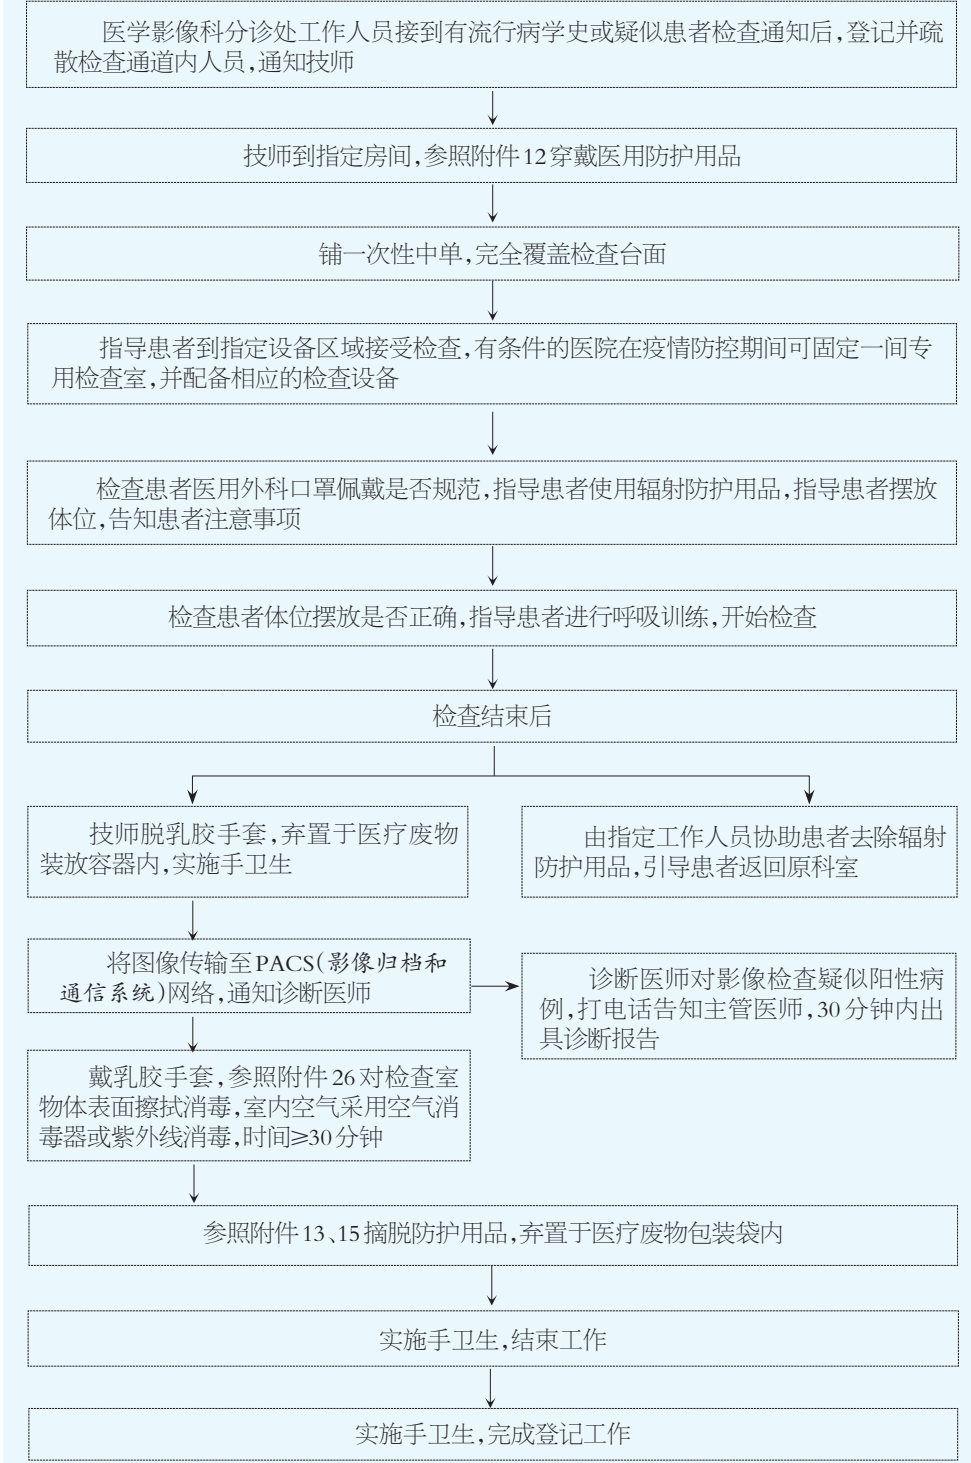 医学影像科分诊处工作人员接到有流行病学史或疑似患者检查通知后，登记并疏
散检查通道内人员，通知技师
技师到指定房间，参照附件12穿戴医用防护用品
铺一次性中单，完全覆盖检查台面
指导患者到指定设备区域接受检查，有条件的医院在疫情防控期间可固定一间专
用检查室，并配备相应的检查设备
检查患者医用外科口罩佩戴是否规范，指导患者使用辐射防护用品，指导患者摆放
体位，告知患者注意事项
检查患者体位摆放是否正确，指导患者进行呼吸训练，开始检查
检查结束后
技师脱乳胶手套，弃置于医疗废物
装放容器内，实施手卫生
由指定工作人员协助患者去除辐射
防护用品，引导患者返回原科室
将图像传输至PACS（影像归档和
通信系统）网络，通知诊断医师
诊断医师对影像检查疑似阳性病
例，打电话告知主管医师，30分钟内出
具诊断报告
戴乳胶手套，参照附件26对检查室
物体表面擦拭消毒，室内空气采用空气消
毒器或紫外线消毒，时间≥30分钟
参照附件13、15摘脱防护用品，弃置于医疗废物包装袋内
实施手卫生，结束工作
实施手卫生，完成登记工作